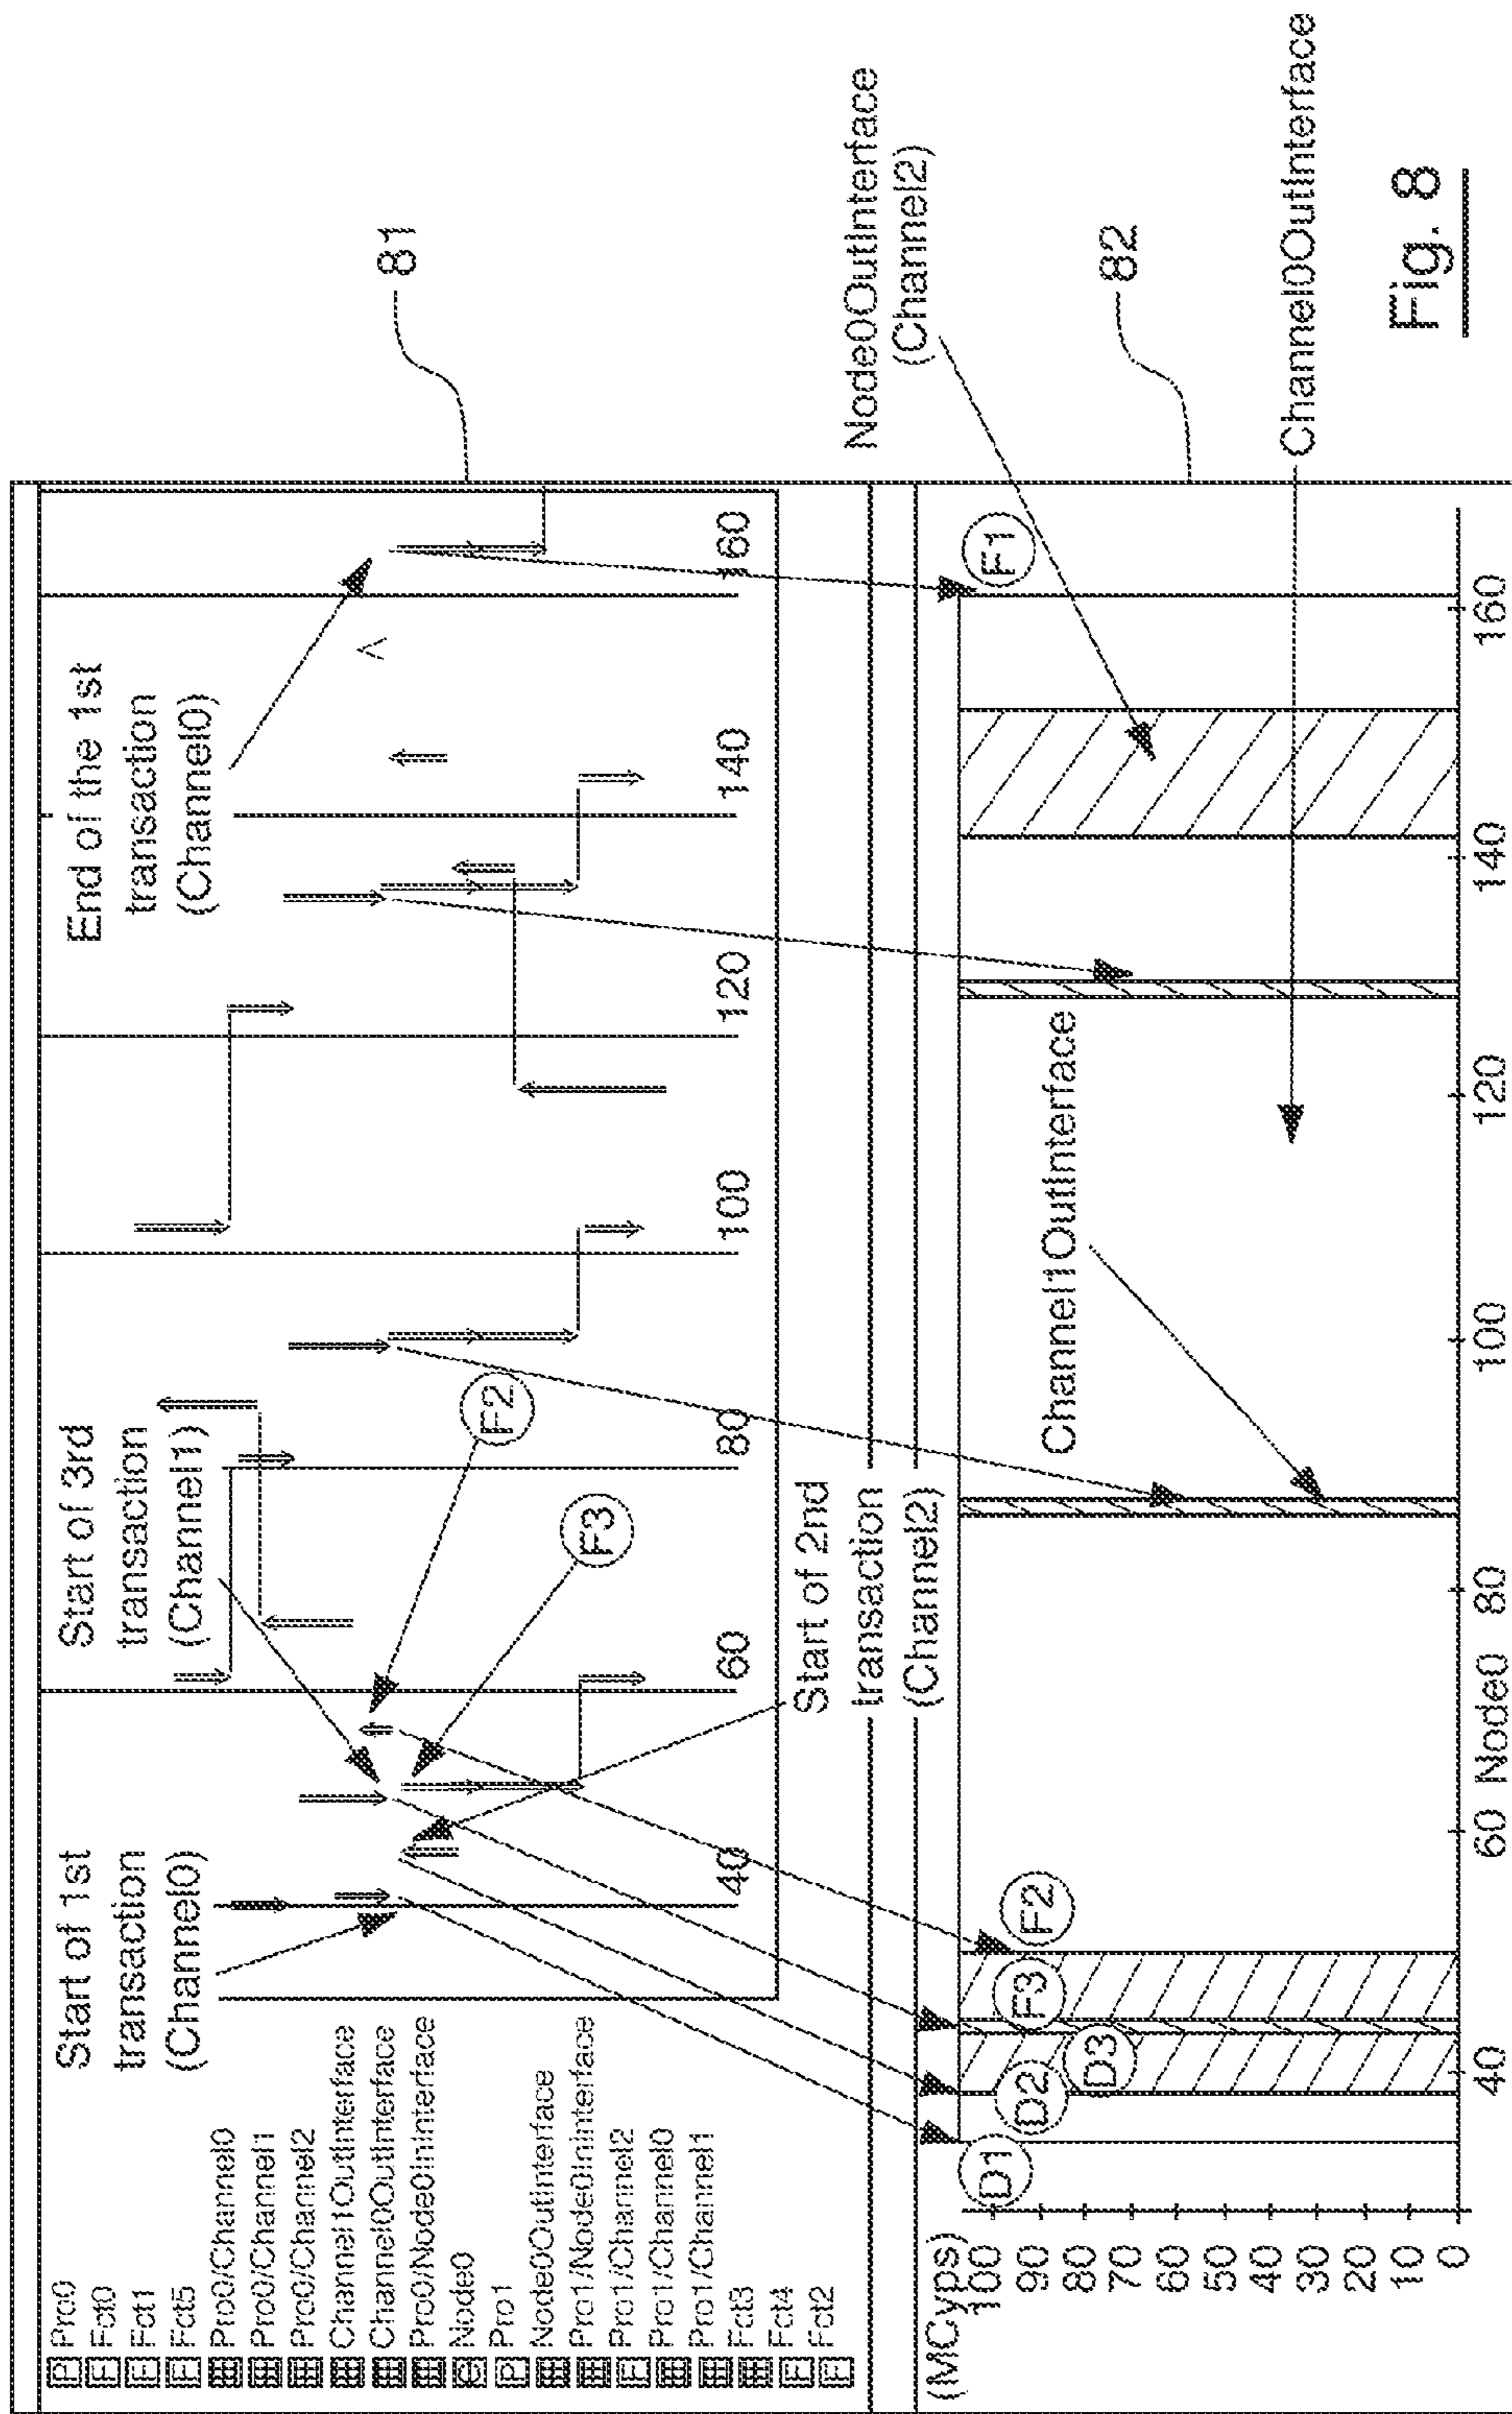 Start of 1st
transaction
(Channel0)
Start of 3rd
transaction
(Channel1)
End of the 1st
transaction
(Channel0)
81
F2
F3
P Pro0
F Fct0
F Fct1
F Fct5
Pro0/Channel0
Pro0/Channel1
Pro0/Channel2
Channel1OutInterface
Channel0OutInterface
Pro0/Node0InInterface
Node0
P Pro1
Node0OutInterface
Pro1/Node0InInterface
F Pro1/Channel2
Pro1/Channel0
Pro1/Channel1
Fct3
F Fct4
F Fct2
40
60
80
100
120
140
160
Start of 2nd
transaction
(Channel2)
Node0OutInterface
(Channel2)
82
(MCyps)
100
90
80
70
60
50
40
30
20
10
0
D1
D2
D3
F3
F2
F1
Channel1OutInterface
Channel0OutInterface
40
60
Node0
80
100
120
140
160
Fig. 8